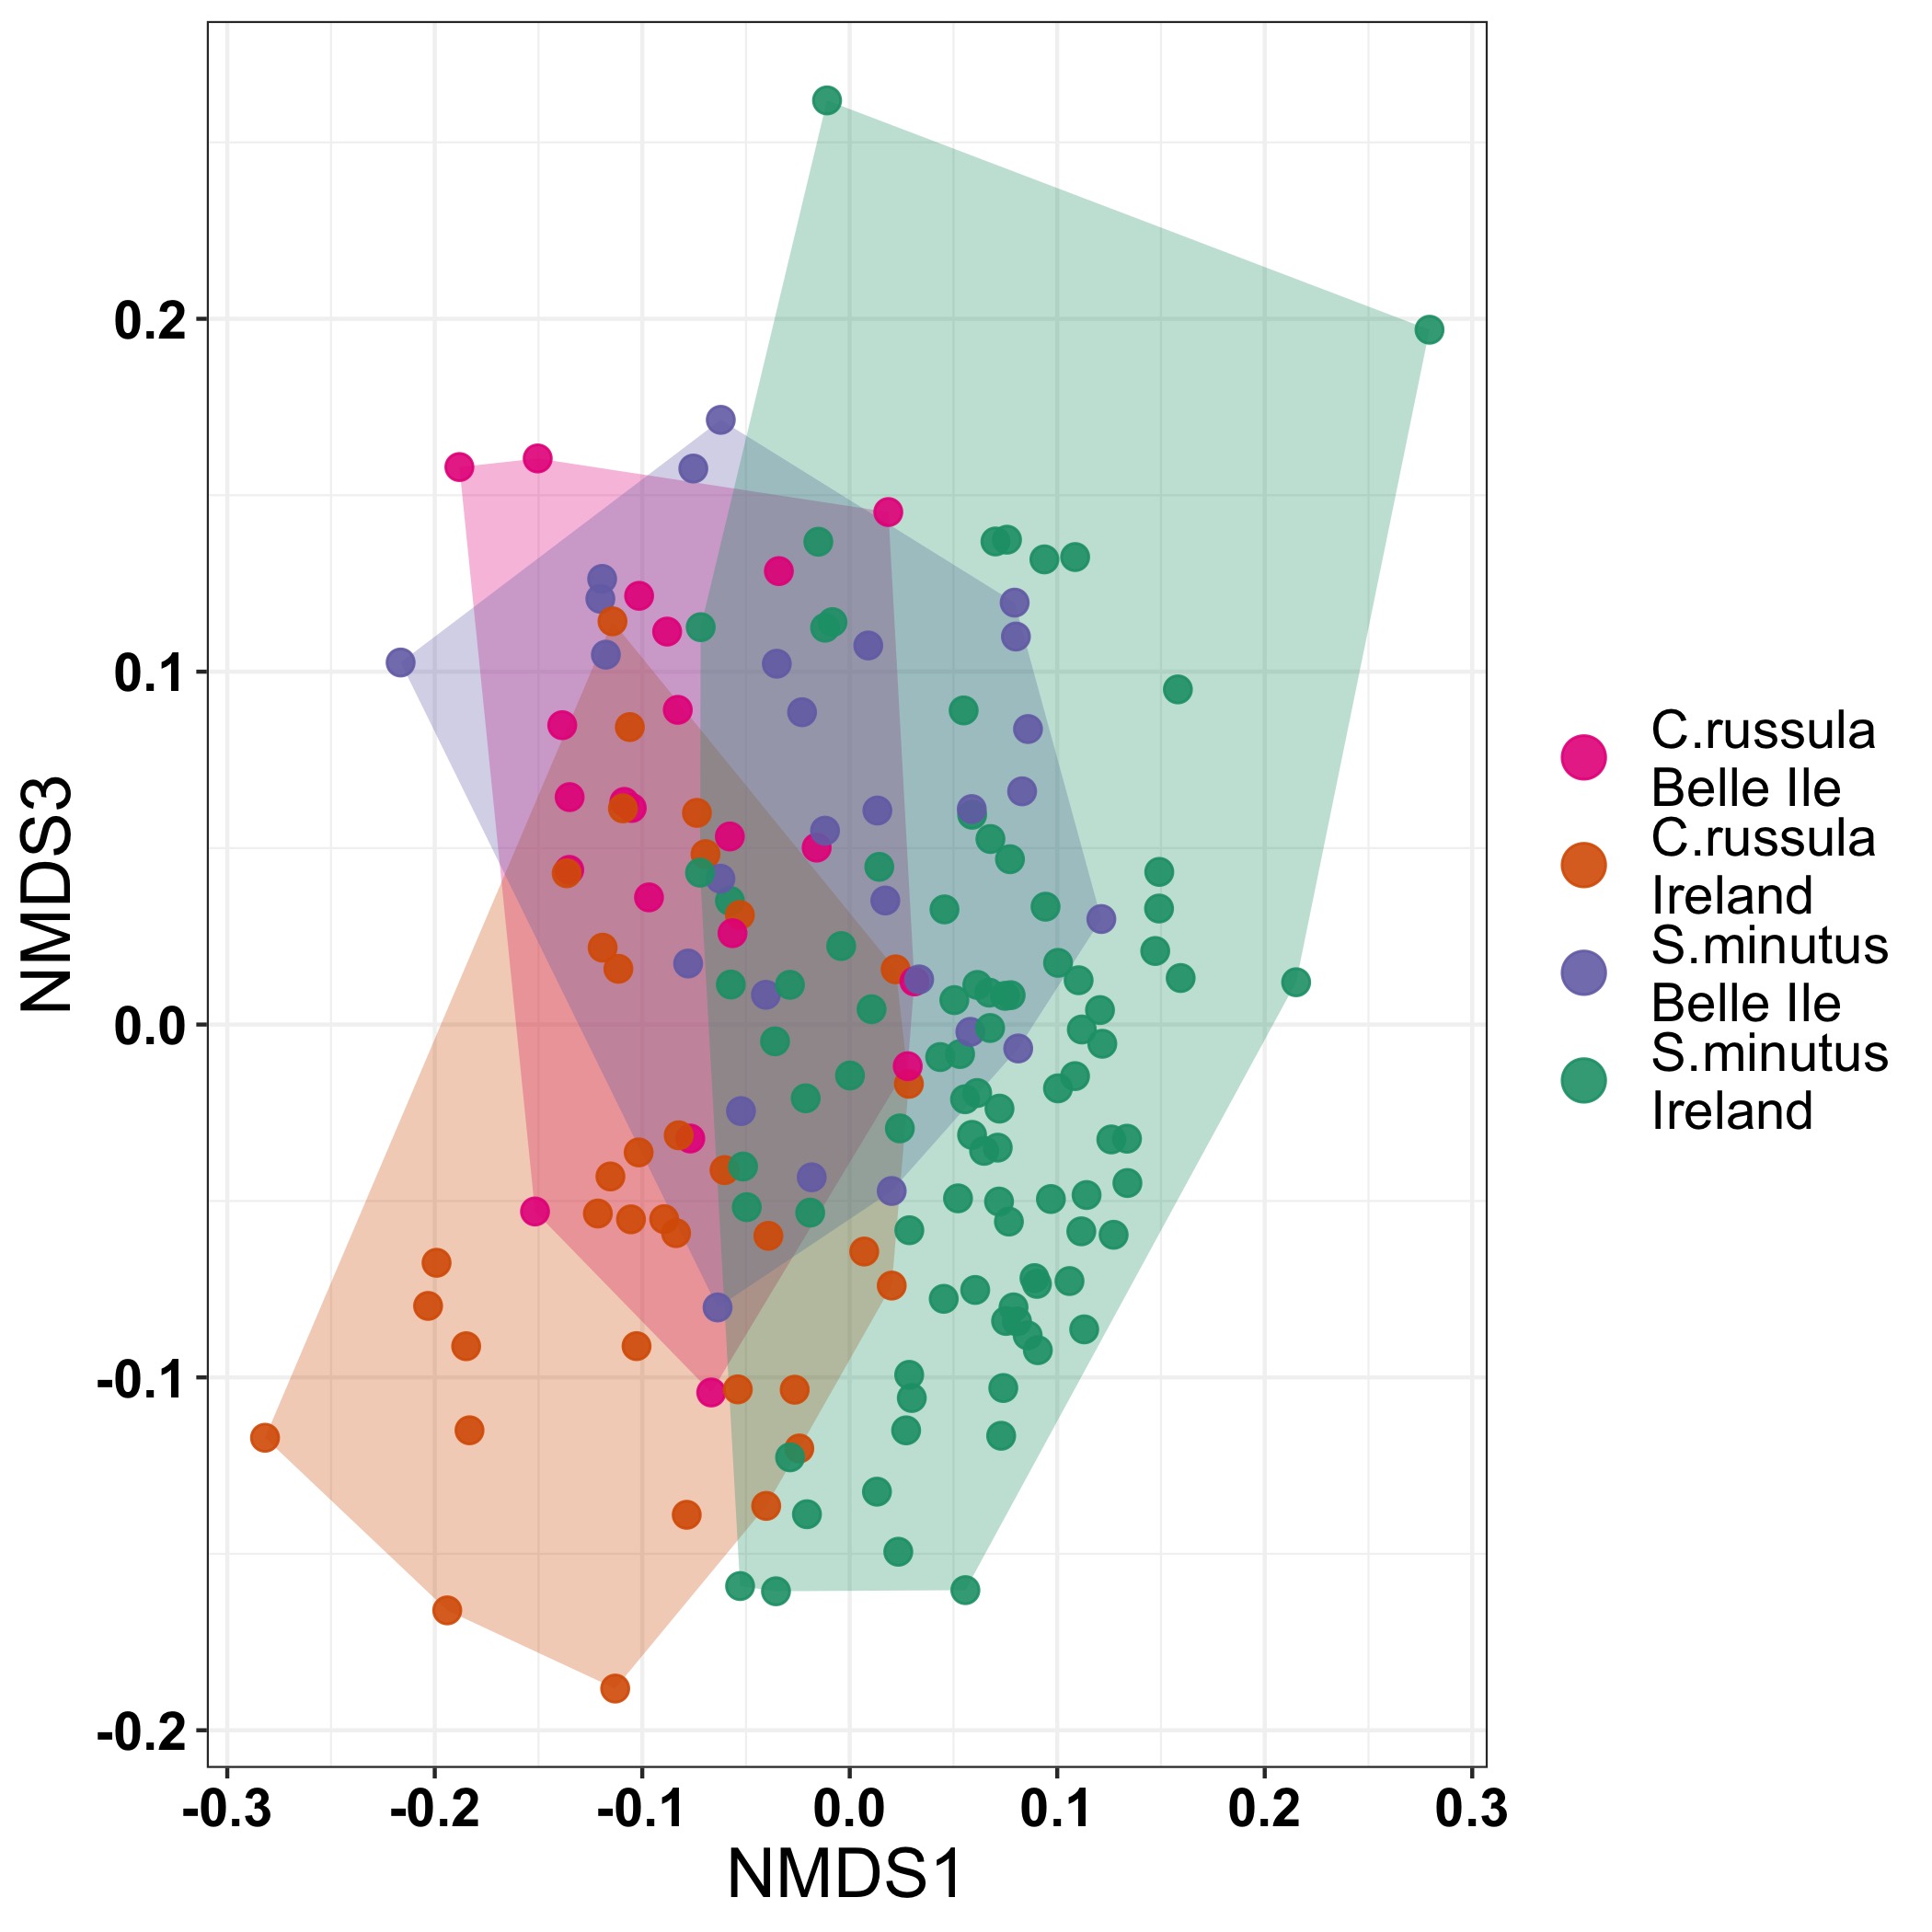 NMDS3
0.2
0.1
0.0
-0.1
-0.2
-0.3 -0.2 -0.1 0.0 0.1 0.2 0.3
NMDS1
C.russula
Belle Ile
C.russula
Ireland
S.minutus
Belle Ile
S.minutus
Ireland